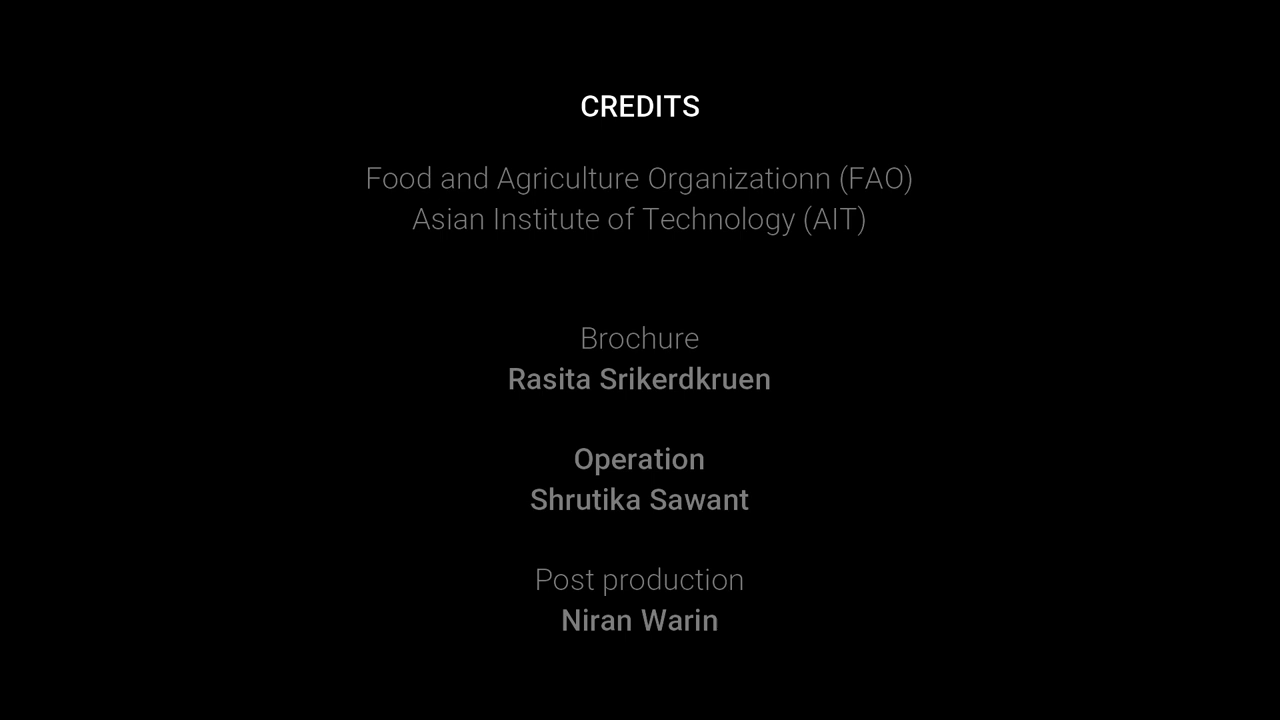 CREDITS
Food and Agriculture Organizationn (FAO)
Asian Institute of Technology (AIT)
Brochure
Rasita Srikerdkruen
Operation
Shrutika Sawant
Post production
Niran Warin